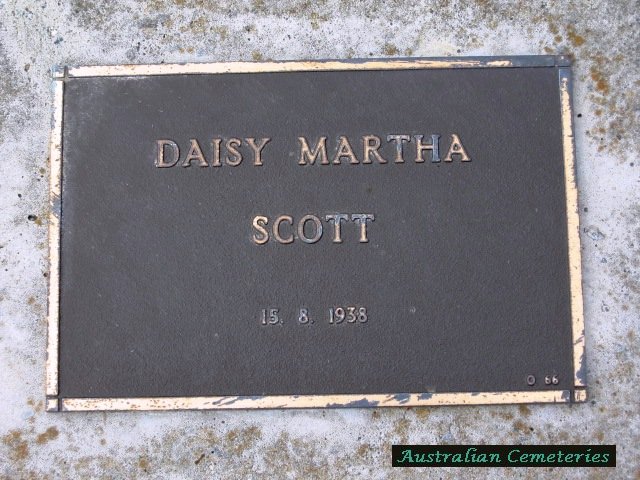 DAISY MARTHA
SCOTT
15. 8. 1938
O 66
Australian Cemeteries